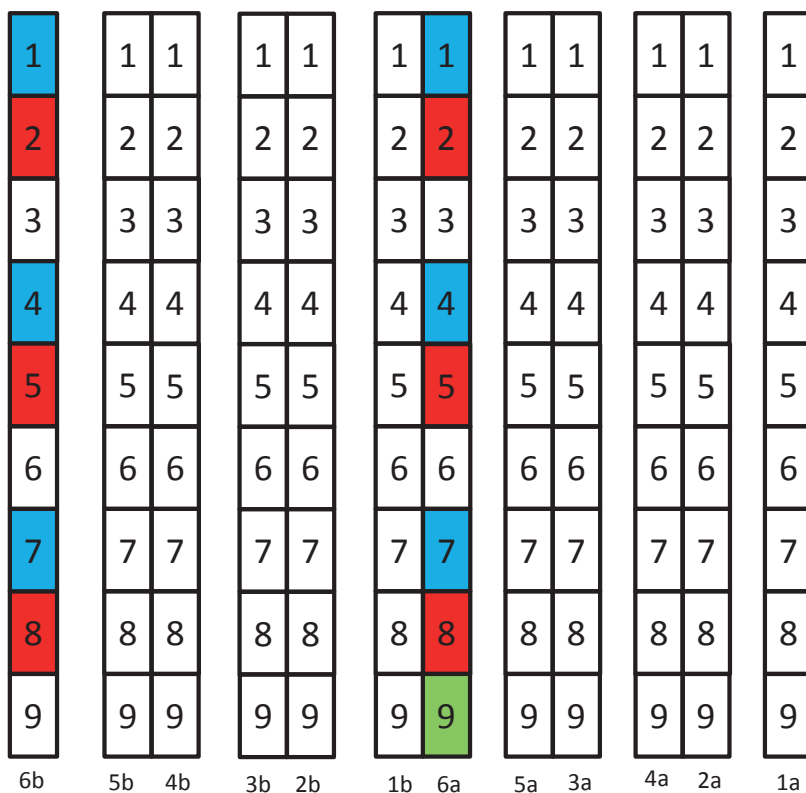 1 1 1 1 1 1 1 1 1 1 1 1
2 2 2 2 2 2 2 2 2 2 2 2
3 3 3 3 3 3 3 3 3 3 3 3
4 4 4 4 4 4 4 4 4 4 4 4
5 5 5 5 5 5 5 5 5 5 5 5
6 6 6 6 6 6 6 6 6 6 6 6
7 7 7 7 7 7 7 7 7 7 7 7
8 8 8 8 8 8 8 8 8 8 8 8
9 9 9 9 9 9 9 9 9 9 9 9
6b 5b 4b 3b 2b 1b 6a 5a 3a 4a 2a 1a